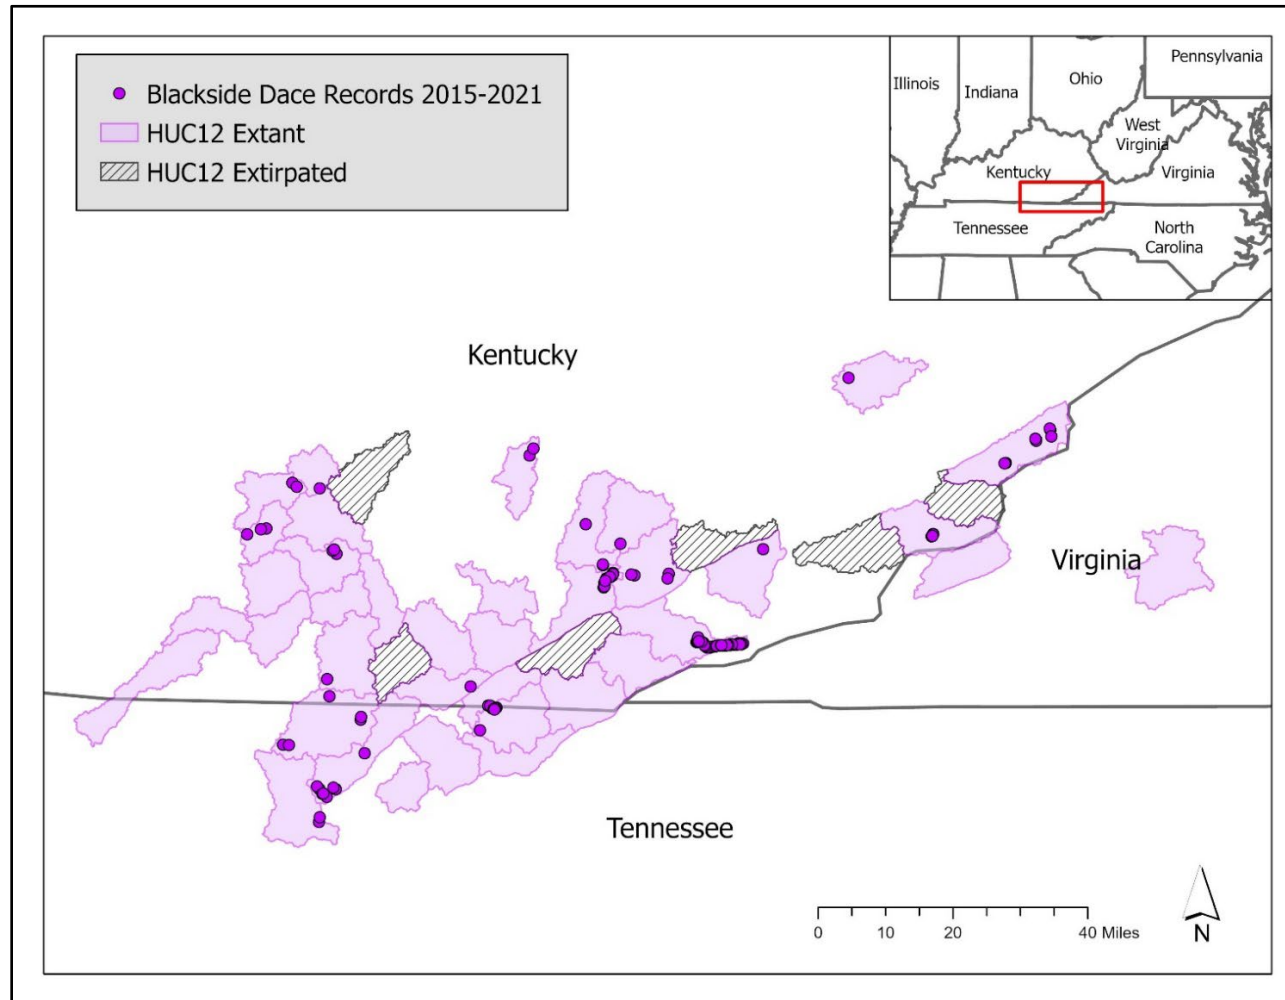 Blackside Dace Records 2015-2021
HUC12 Extant
HUC12 Extirpated
Pennsylvania
Illinois
Indiana
Ohio
West
Virginia
Kentucky
Virginia
Tennessee
North
Carolina
Kentucky
Virginia
Tennessee
0 10 20 40 Miles
N